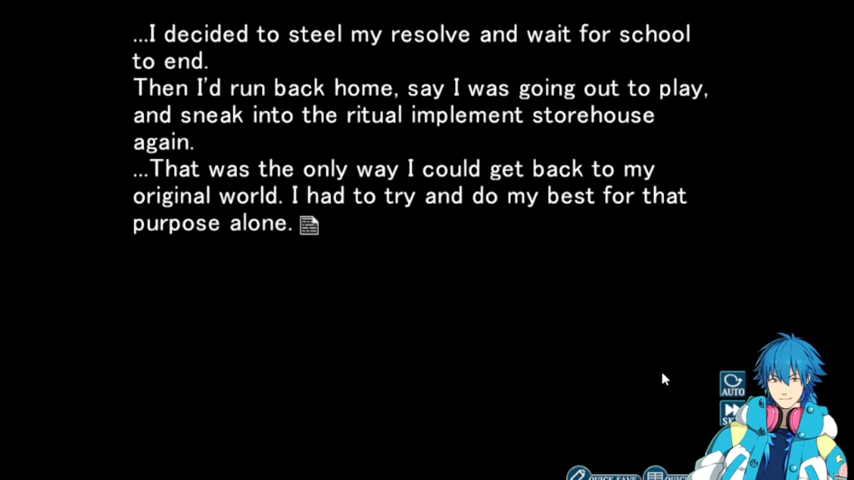 ...I decided to steel my resolve and wait for school
to end.
Then I'd run back home, say I was going out to play,
and sneak into the ritual implement storehouse
again.
...That was the only way I could get back to my
original world. I had to try and do my best for that
purpose alone.
AUTO
QUICK SAVE